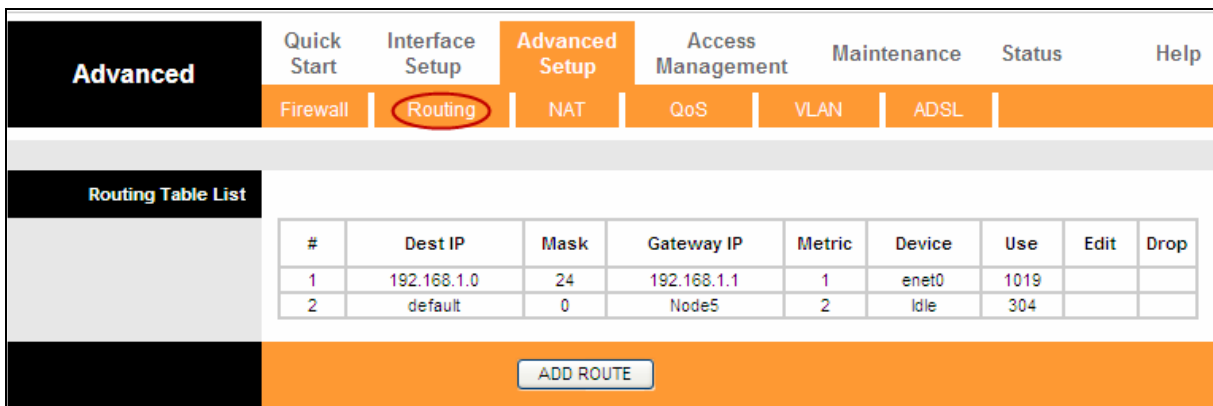 Advanced
Quick Start
Interface Setup
Advanced Setup
Access Management
Maintenance
Status
Help
Firewall
Routing
NAT
QoS
VLAN
ADSL
Routing Table List
# Dest IP Mask Gateway IP Metric Device Use Edit Drop
1 192.168.1.0 24 192.168.1.1 1 enet0 1019
2 default 0 Node5 2 Idle 304
ADD ROUTE